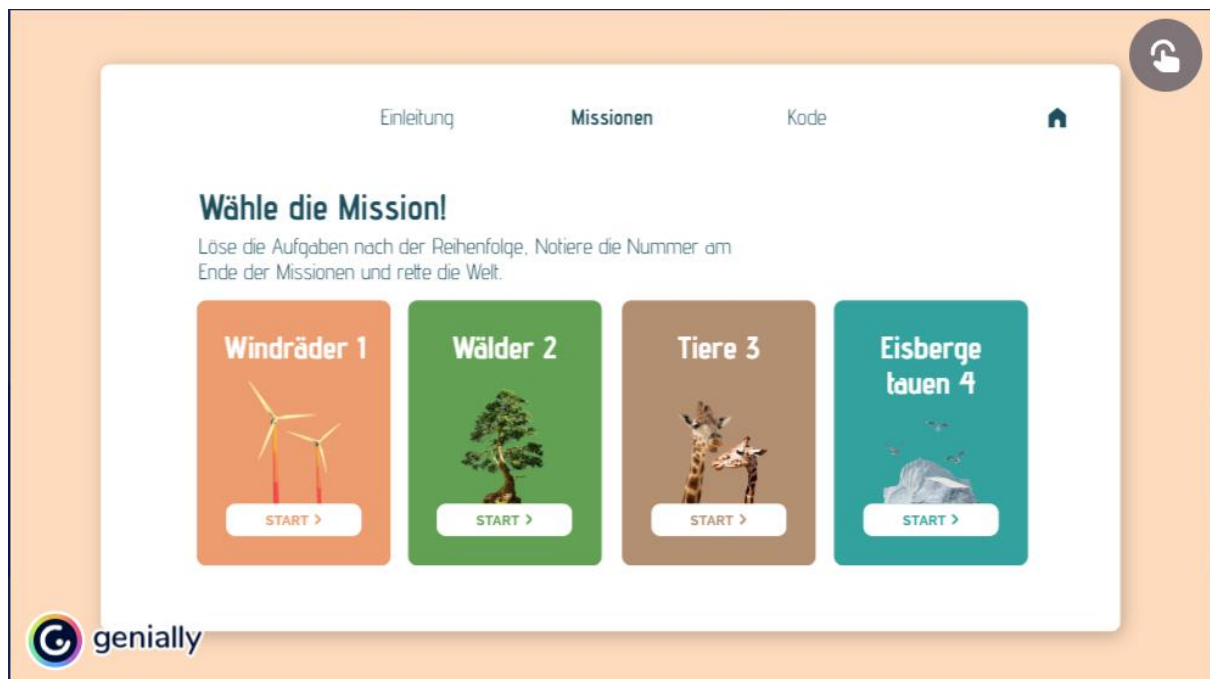 Einleitung Missionen Kode
Wähle die Mission!
Löse die Aufgaben nach der Reihenfolge, Notiere die Nummer am
Ende der Missionen und rette die Welt.
Windräder 1
START >
Wälder 2
START >
Tiere 3
START >
Eisberge
tauen 4
START >
genially